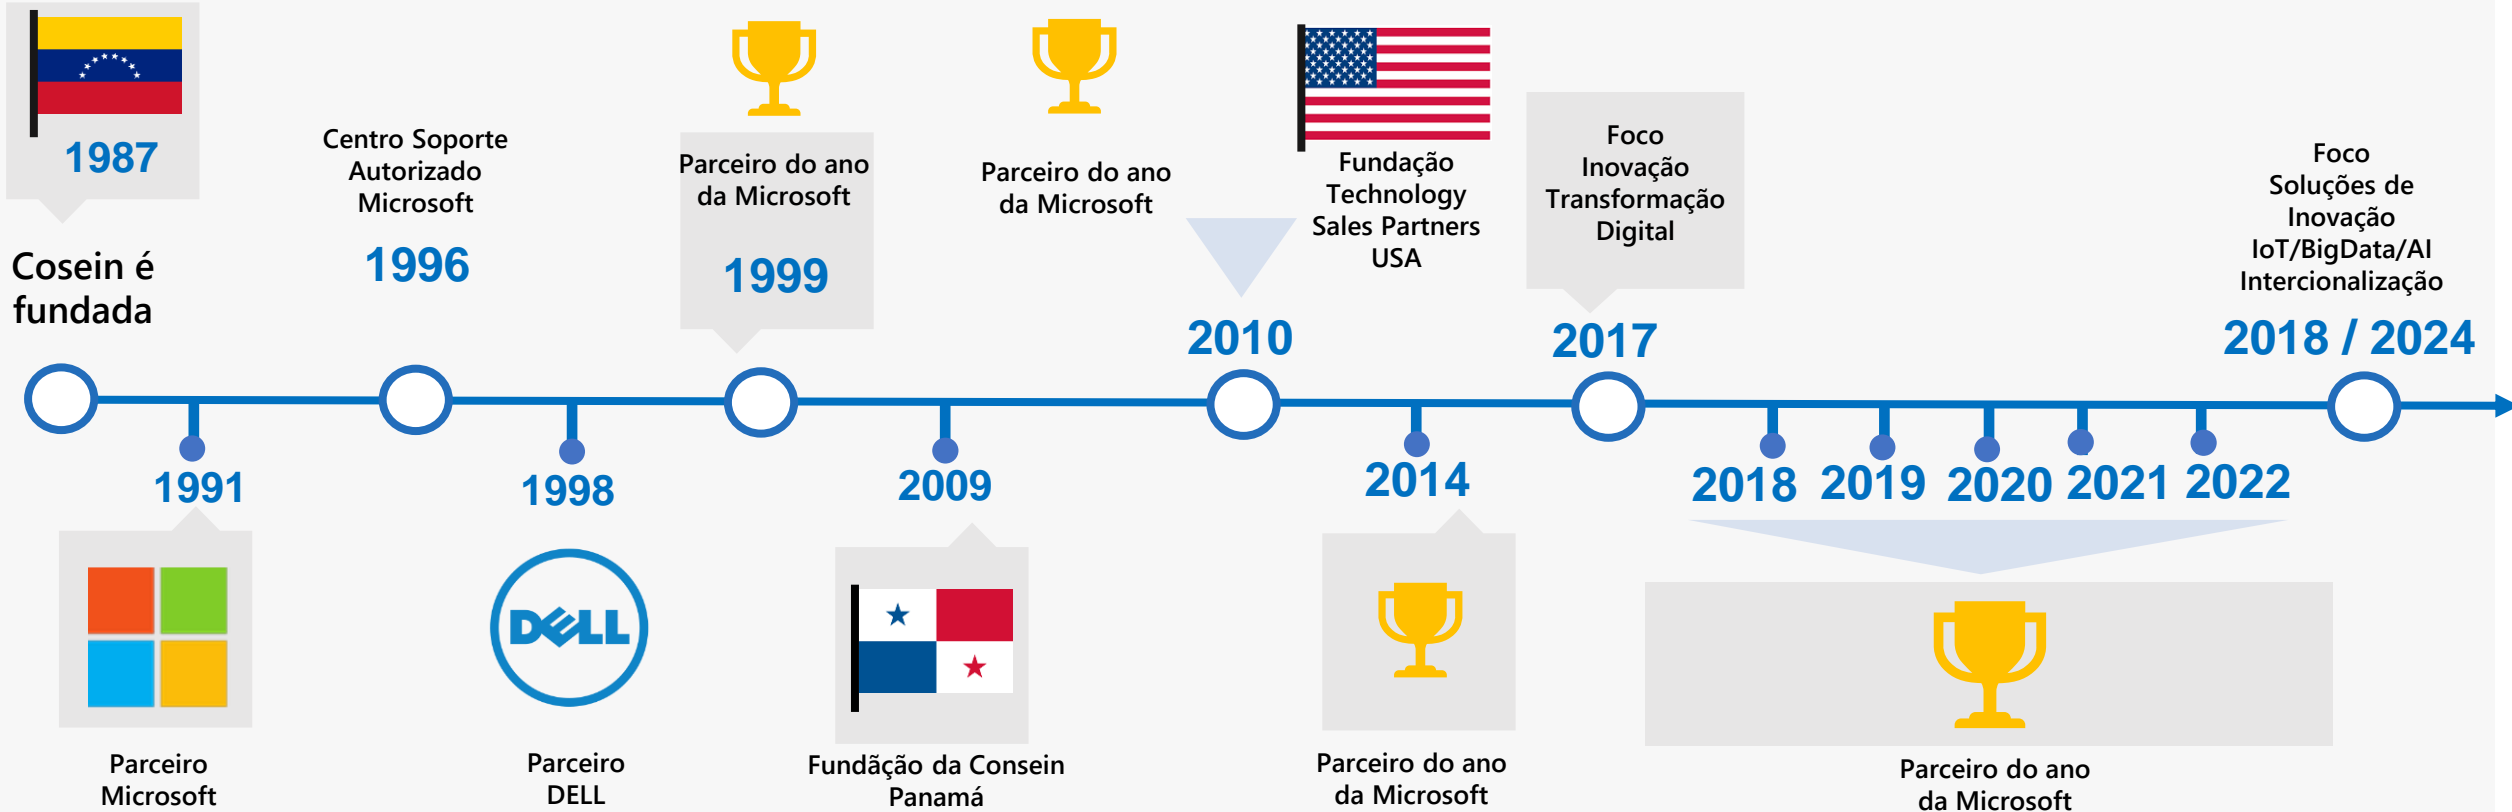 1987
Cosein é
fundada
Centro Soporte
Autorizado
Microsoft
1996
Parceiro do ano
da Microsoft
1999
Parceiro do ano
da Microsoft
2010
Fundação
Technology
Sales Partners
USA
Foco
Inovação
Transformação
Digital
2017
Foco
Soluções de
Inovação
IoT/BigData/AI
Intercionalização
2018 / 2024
1991
Parceiro
Microsoft
1998
DELL
Parceiro
DELL
2009
Fundãção da Consein
Panamá
2014
Parceiro do ano
da Microsoft
2018 2019 2020 2021 2022
Parceiro do ano
da Microsoft